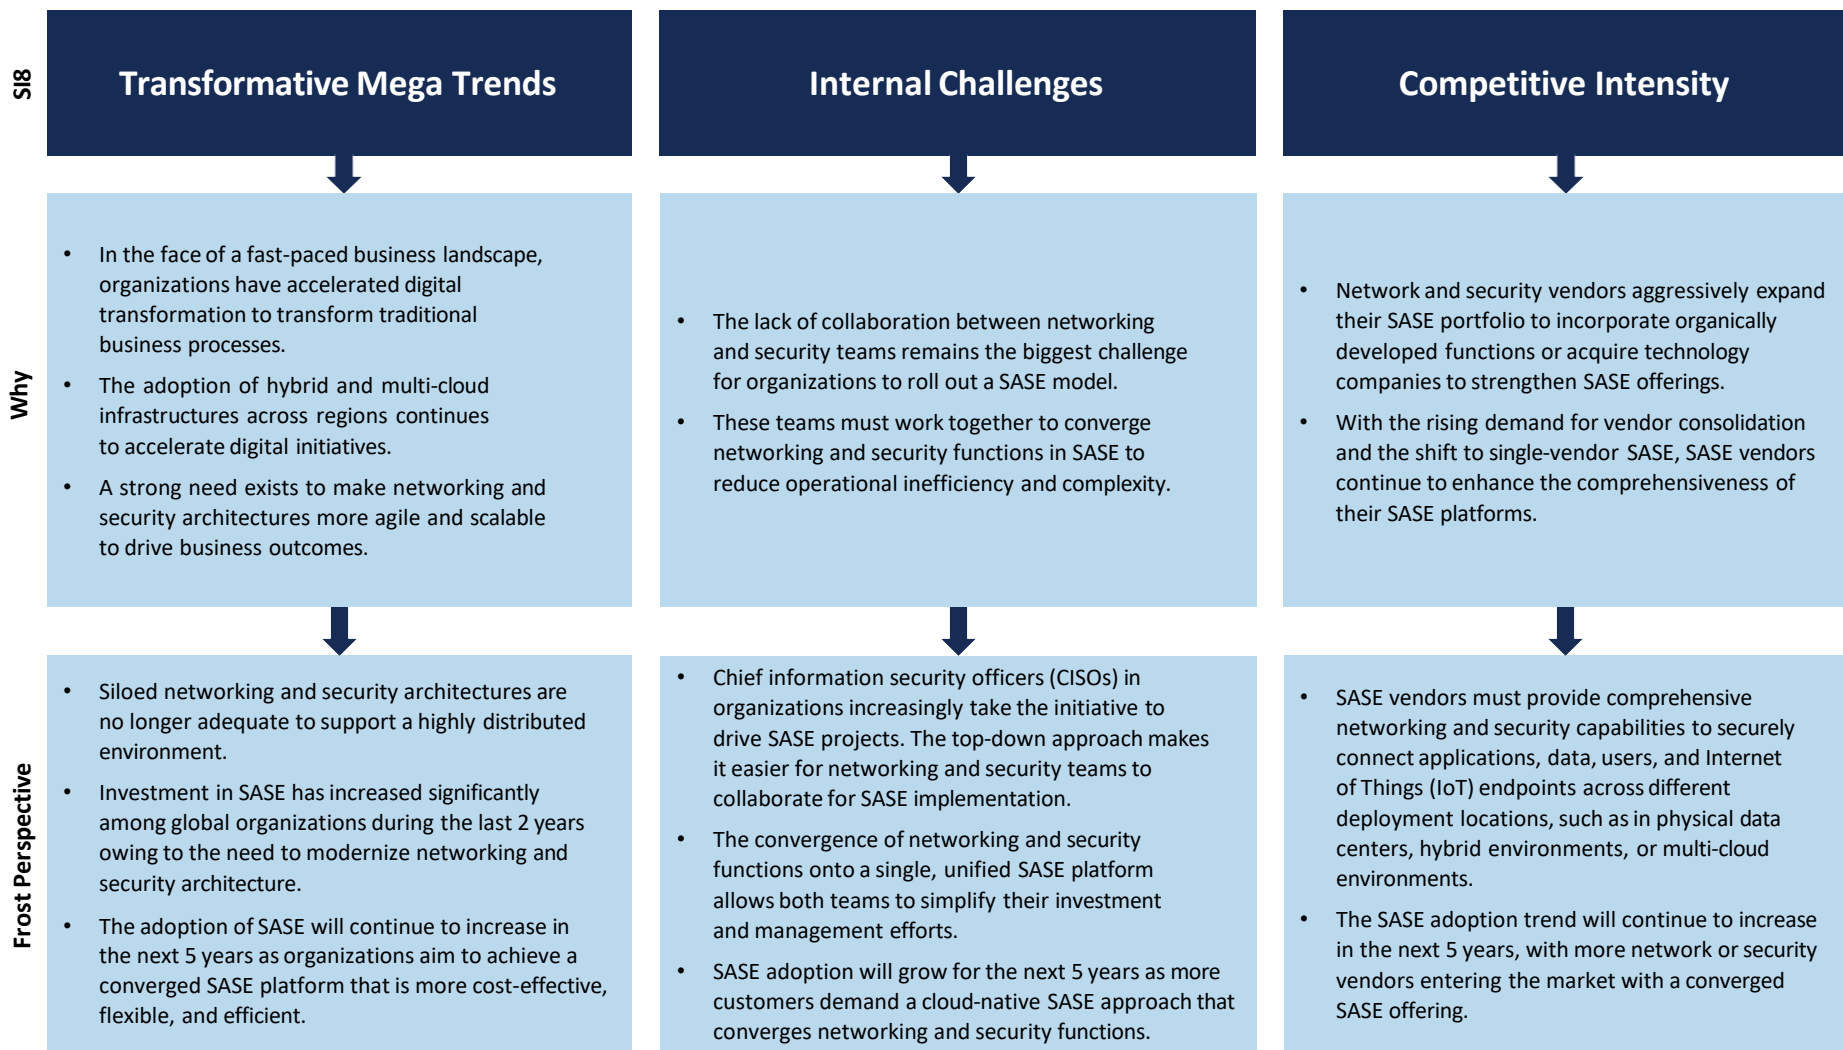 SI8
Transformative Mega Trends
Internal Challenges
Competitive Intensity
Why
• In the face of a fast-paced business landscape,
organizations have accelerated digital
transformation to transform traditional
business processes.
• The adoption of hybrid and multi-cloud
infrastructures across regions continues
to accelerate digital initiatives.
• A strong need exists to make networking and
security architectures more agile and scalable
to drive business outcomes.
• The lack of collaboration between networking
and security teams remains the biggest challenge
for organizations to roll out a SASE model.
• These teams must work together to converge
networking and security functions in SASE to
reduce operational inefficiency and complexity.
• Network and security vendors aggressively expand
their SASE portfolio to incorporate organically
developed functions or acquire technology
companies to strengthen SASE offerings.
• With the rising demand for vendor consolidation
and the shift to single-vendor SASE, SASE vendors
continue to enhance the comprehensiveness of
their SASE platforms.
Frost Perspective
• Siloed networking and security architectures are
no longer adequate to support a highly distributed
environment.
• Investment in SASE has increased significantly
among global organizations during the last 2 years
owing to the need to modernize networking and
security architecture.
• The adoption of SASE will continue to increase in
the next 5 years as organizations aim to achieve a
converged SASE platform that is more cost-effective,
flexible, and efficient.
• Chief information security officers (CISOs) in
organizations increasingly take the initiative to
drive SASE projects. The top-down approach makes
it easier for networking and security teams to
collaborate for SASE implementation.
• The convergence of networking and security
functions onto a single, unified SASE platform
allows both teams to simplify their investment
and management efforts.
• SASE adoption will grow for the next 5 years as more
customers demand a cloud-native SASE approach that
converges networking and security functions.
• SASE vendors must provide comprehensive
networking and security capabilities to securely
connect applications, data, users, and Internet
of Things (IoT) endpoints across different
deployment locations, such as in physical data
centers, hybrid environments, or multi-cloud
environments.
• The SASE adoption trend will continue to increase
in the next 5 years, with more network or security
vendors entering the market with a converged
SASE offering.